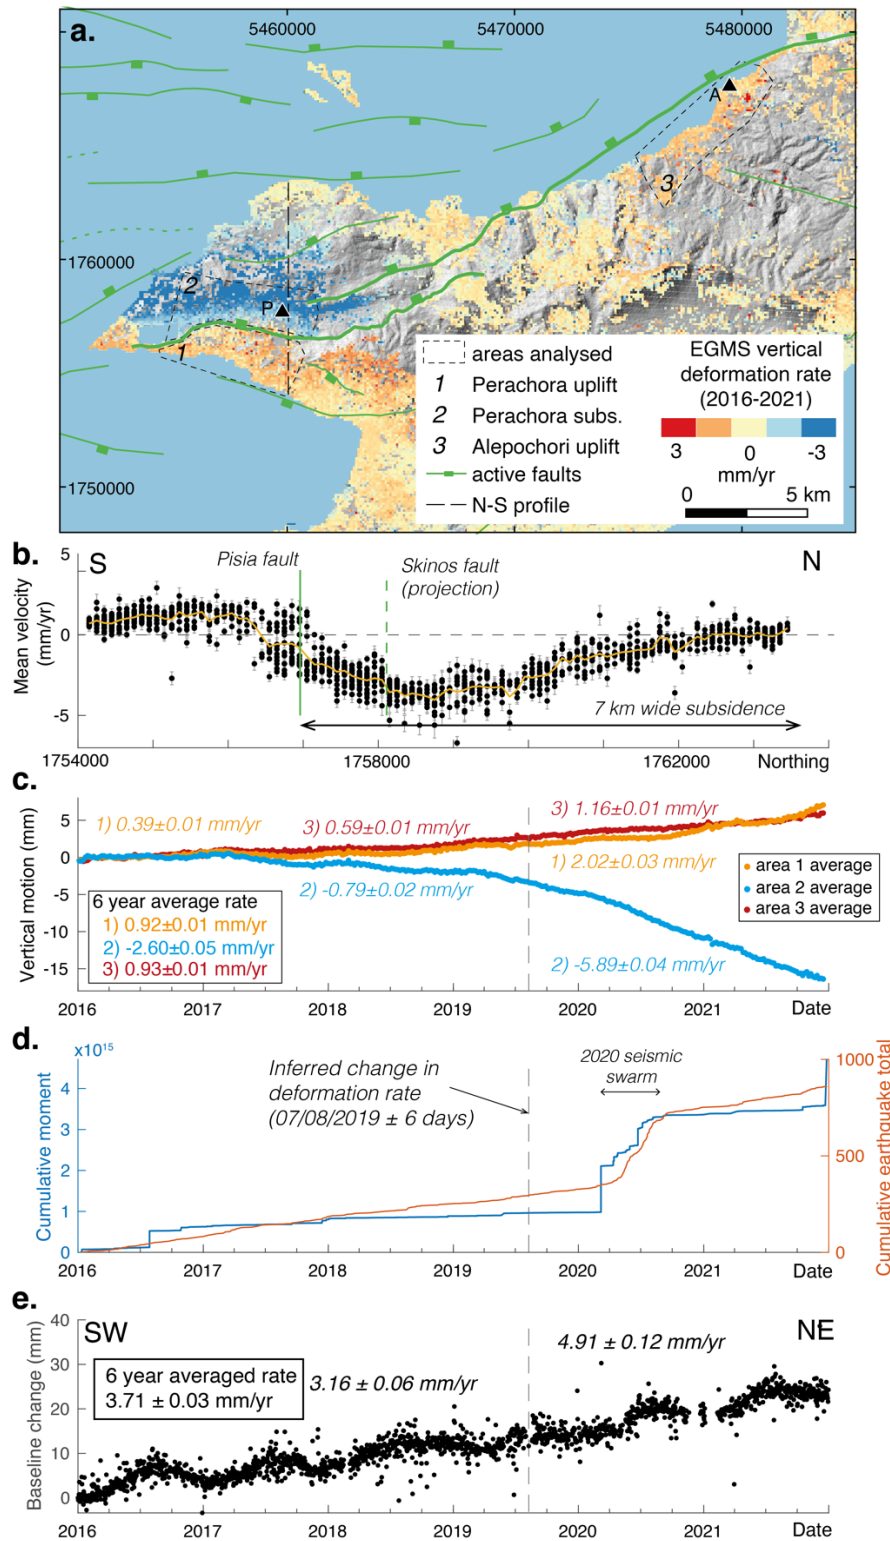 a.
5460000
5470000
5480000
A
3
1760000
2
P
1
1750000
areas analysed
1 Perachora uplift
2 Perachora subs.
3 Alepochori uplift
active faults
N-S profile
EGMS vertical
deformation rate
(2016-2021)
3 0 -3
mm/yr
0 5 km
b.
S
N
Pisia fault
Skinos fault
(projection)
Mean velocity
(mm/yr)
5
0
-5
7 km wide subsidence
1754000 1758000 1762000 Northing
c.
Vertical motion (mm)
5
0
-5
-10
-15
1) 0.39±0.01 mm/yr
3) 0.59±0.01 mm/yr
3) 1.16±0.01 mm/yr
1) 2.02±0.03 mm/yr
2) -0.79±0.02 mm/yr
2) -5.89±0.04 mm/yr
6 year average rate
1) 0.92±0.01 mm/yr
2) -2.60±0.05 mm/yr
3) 0.93±0.01 mm/yr
area 1 average
area 2 average
area 3 average
2016 2017 2018 2019 2020 2021 Date
d.
x10¹⁵
Cumulative moment
4
3
2
1
0
Inferred change in
deformation rate
(07/08/2019 ± 6 days)
2020 seismic
swarm
1000
500
0
Cumulative earthquake total
2016 2017 2018 2019 2020 2021 Date
e.
SW
NE
Baseline change (mm)
40
30
20
10
0
6 year averaged rate
3.71 ± 0.03 mm/yr
3.16 ± 0.06 mm/yr
4.91 ± 0.12 mm/yr
2016 2017 2018 2019 2020 2021 Date